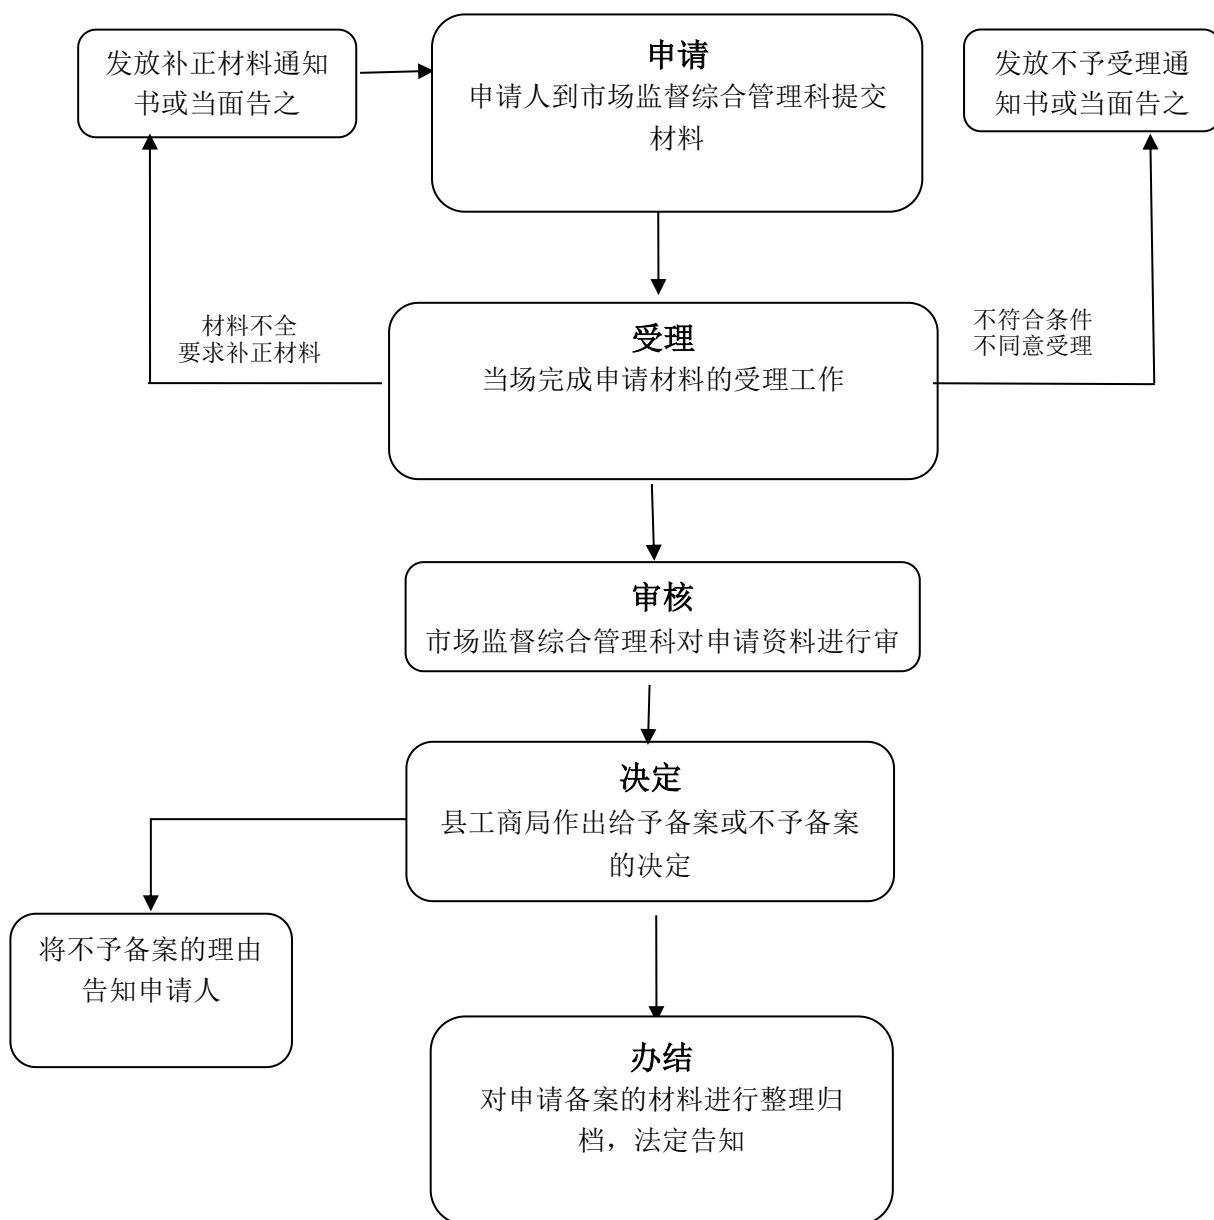 发放补正材料通知
书或当面告之
申请
申请人到市场监督综合管理科提交
材料
发放不予受理通
知书或当面告之
材料不全
要求补正材料
受理
当场完成申请材料的受理工作
不符合条件
不同意受理
审核
市场监督综合管理科对申请资料进行审
决定
县工商局作出给予备案或不予备案
的决定
将不予备案的理由
告知申请人
办结
对申请备案的材料进行整理归
档，法定告知